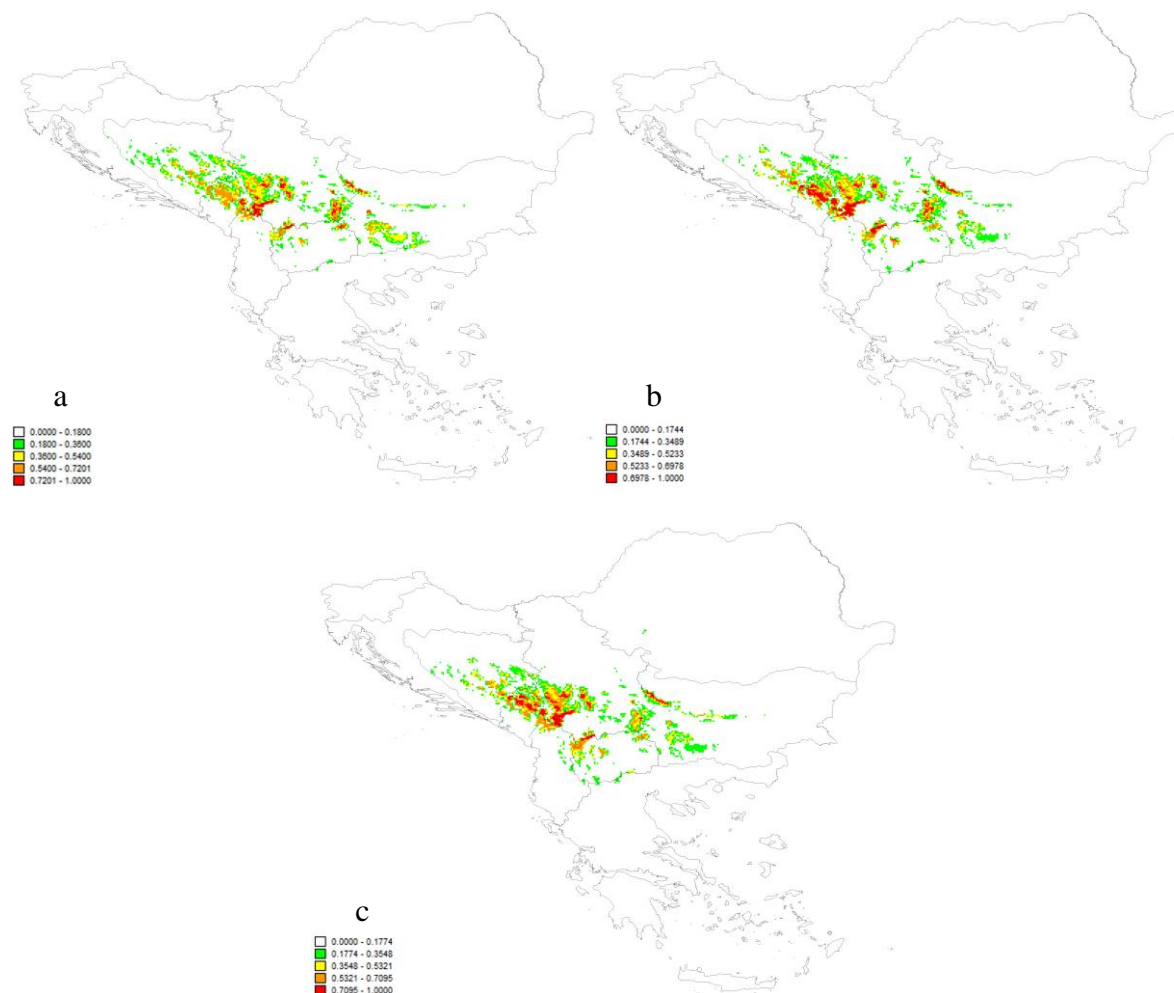 a
0.0000 - 0.1800
0.1800 - 0.3600
0.3600 - 0.5400
0.5400 - 0.7201
0.7201 - 1.0000
b
0.0000 - 0.1744
0.1744 - 0.3489
0.3489 - 0.5233
0.5233 - 0.6978
0.6978 - 1.0000
c
0.0000 - 0.1774
0.1774 - 0.3548
0.3548 - 0.5321
0.5321 - 0.7095
0.7095 - 1.0000